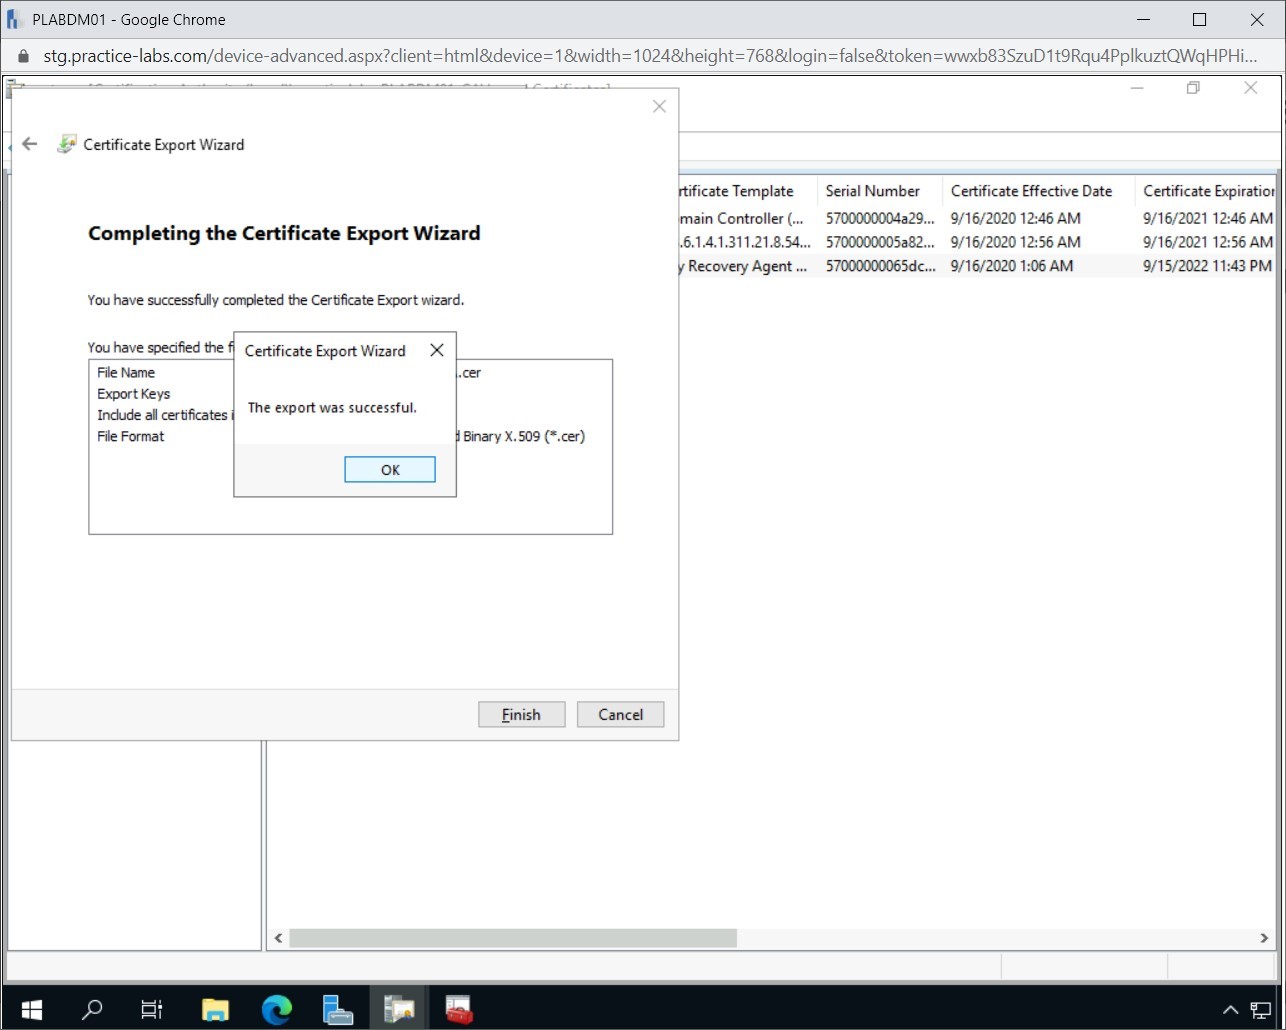 PLABDM01 - Google Chrome
stg.practice-labs.com/device-advanced.aspx?client=html&device=1&width=1024&height=768&login=false&token=wwxb83SzuD1t9Rqu4PplkuztQWqHPHi...
Certificate Export Wizard
Completing the Certificate Export Wizard
You have successfully completed the Certificate Export wizard.
You have specified the f
File Name .cer
Export Keys
Include all certificates i
File Format d Binary X.509 (*.cer)
Certificate Export Wizard
The export was successful.
OK
Finish Cancel
rtificate Template Serial Number Certificate Effective Date Certificate Expiration
main Controller (... 5700000004a29... 9/16/2020 12:46 AM 9/16/2021 12:46 AM
.6.1.4.1.311.21.8.54... 5700000005a82... 9/16/2020 12:56 AM 9/16/2021 12:56 AM
y Recovery Agent ... 57000000065dc... 9/16/2020 1:06 AM 9/15/2022 11:43 PM